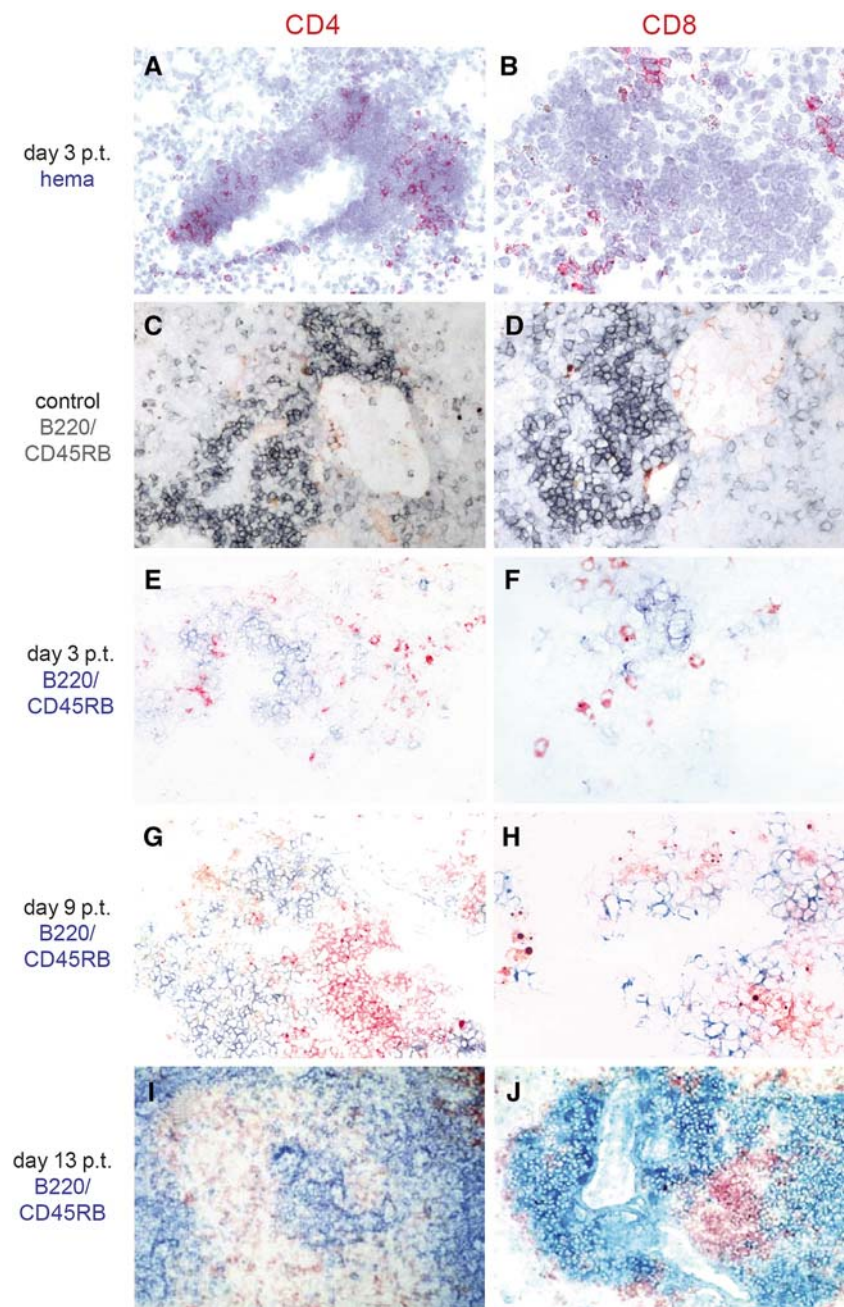 CD4
CD8
A
B
day 3 p.t.
hema
C
D
control
B220/
CD45RB
E
F
day 3 p.t.
B220/
CD45RB
G
H
day 9 p.t.
B220/
CD45RB
I
J
day 13 p.t.
B220/
CD45RB